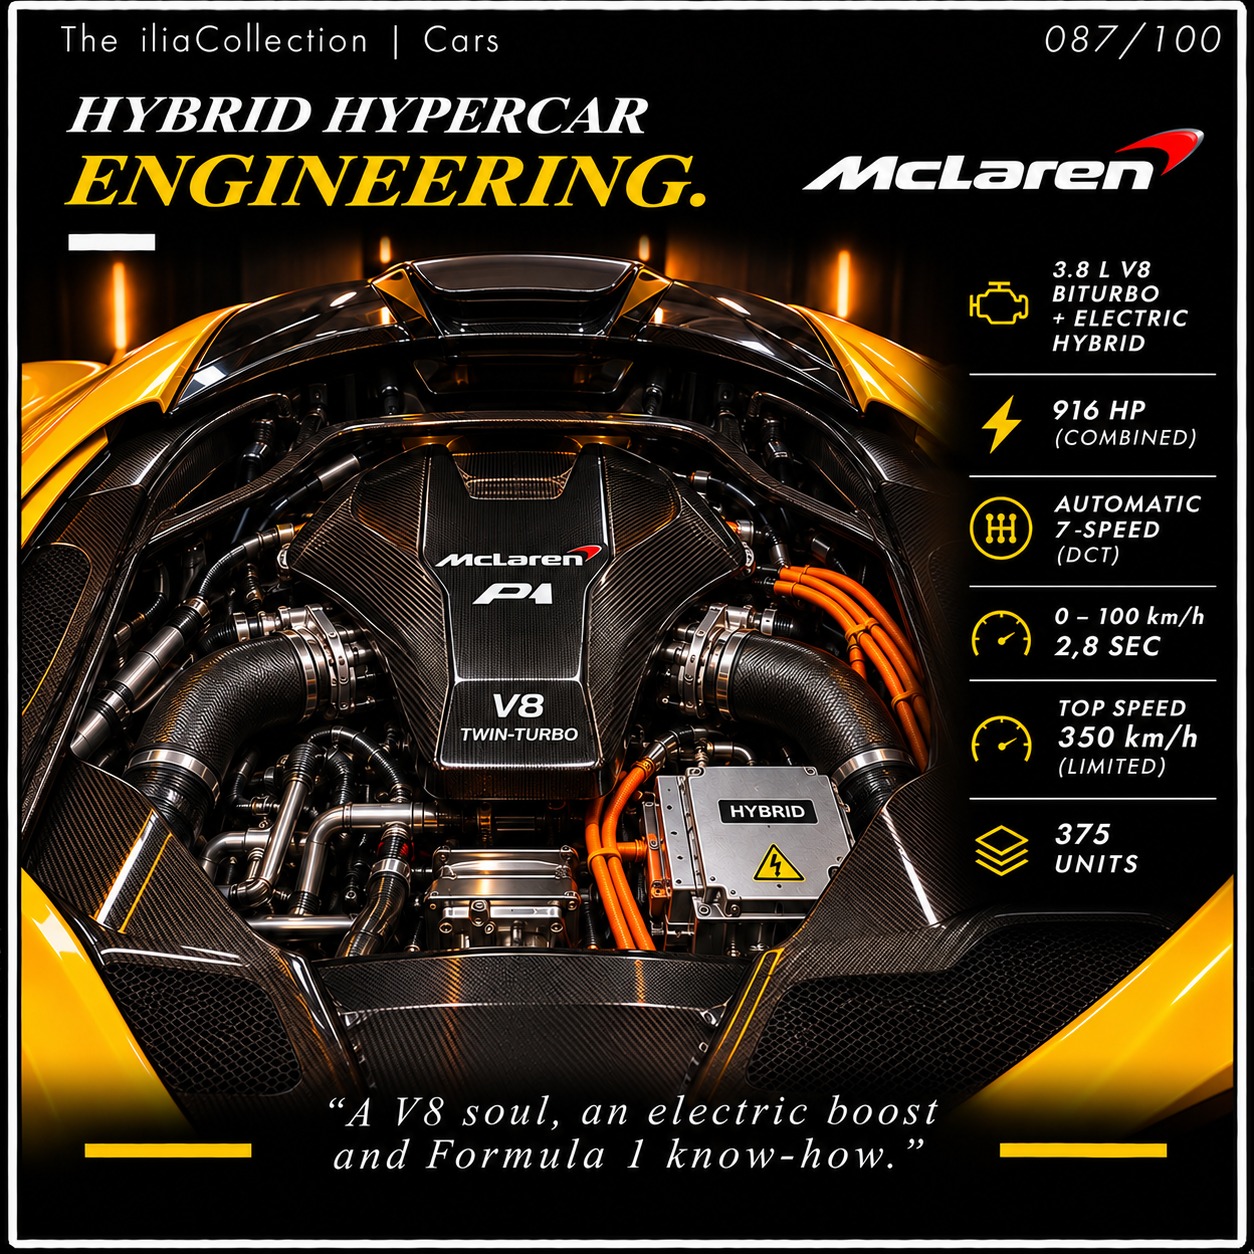 The iliaCollection | Cars
087/100
HYBRID HYPERCAR
ENGINEERING.
McLaren
3.8 L V8
BITURBO
+ ELECTRIC
HYBRID
916 HP
(COMBINED)
AUTOMATIC
7-SPEED
(DCT)
0 – 100 km/h
2,8 SEC
TOP SPEED
350 km/h
(LIMITED)
375
UNITS
McLaren
P1
V8
TWIN-TURBO
HYBRID
“A V8 soul, an electric boost
and Formula 1 know-how.”